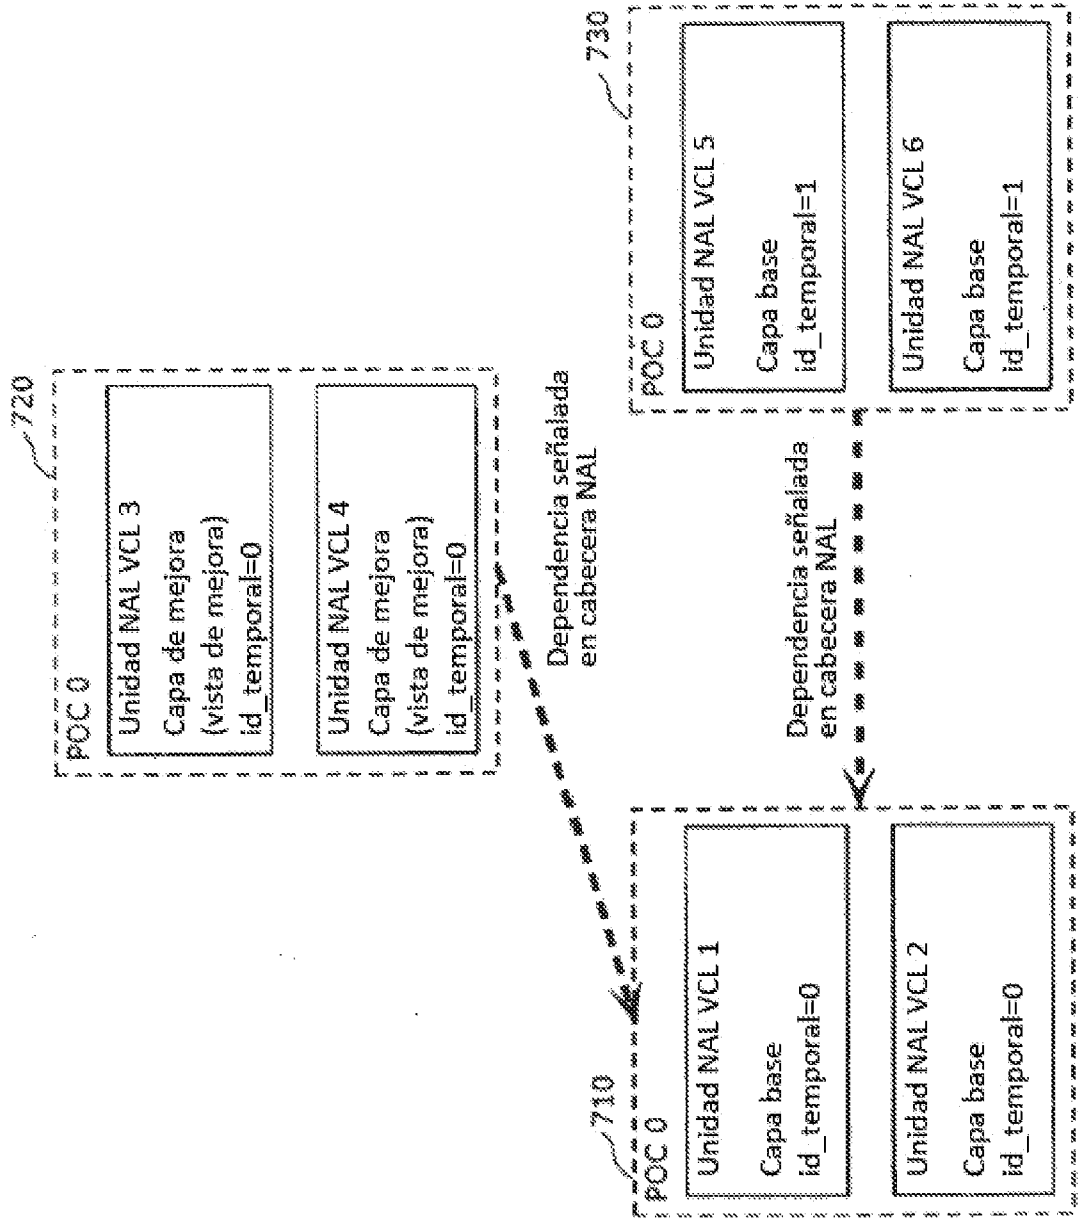 720
POC 0
Unidad NAL VCL 3
Capa de mejora
(vista de mejora)
id_temporal=0
Unidad NAL VCL 4
Capa de mejora
(vista de mejora)
id_temporal=0
Dependencia señalada
en cabecera NAL
710
POC 0
Unidad NAL VCL 1
Capa base
id_temporal=0
Unidad NAL VCL 2
Capa base
id_temporal=0
Dependencia señalada
en cabecera NAL
730
POC 0
Unidad NAL VCL 5
Capa base
id_temporal=1
Unidad NAL VCL 6
Capa base
id_temporal=1